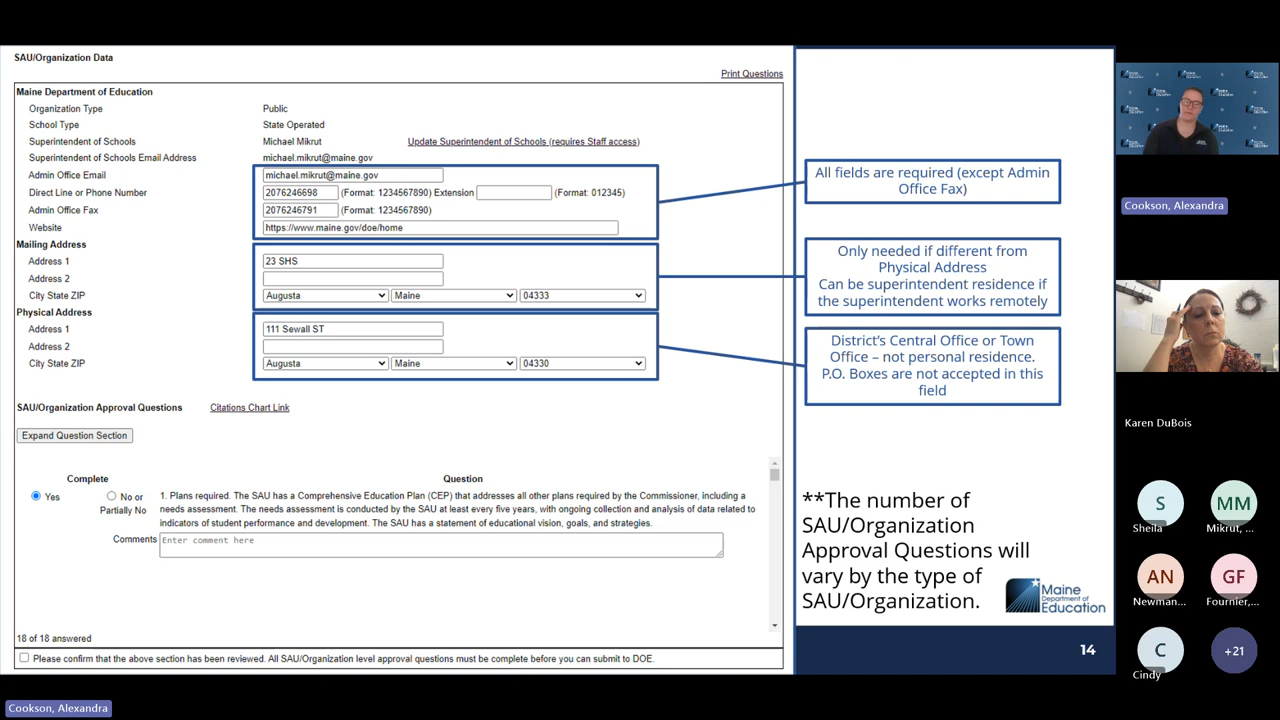 SAU/Organization Data
Print Questions
Maine Department of Education
Organization Type Public
School Type State Operated
Superintendent of Schools Michael Mikrut Update Superintendent of Schools (requires Staff access)
Superintendent of Schools Email Address michael.mikrut@maine.gov
Admin Office Email michael.mikrut@maine.gov
Direct Line or Phone Number 2076246698 (Format: 1234567890) Extension (Format: 012345)
Admin Office Fax 2076246791 (Format: 1234567890)
Website https://www.maine.gov/doe/home
Mailing Address
Address 1 23 SHS
Address 2
City State ZIP Augusta Maine 04333
Physical Address
Address 1 111 Sewall ST
Address 2
City State ZIP Augusta Maine 04330
SAU/Organization Approval Questions Citations Chart Link
Expand Question Section
Complete Question
Yes No or Partially No
1. Plans required. The SAU has a Comprehensive Education Plan (CEP) that addresses all other plans required by the Commissioner, including a
needs assessment. The needs assessment is conducted by the SAU at least every five years, with ongoing collection and analysis of data related to
indicators of student performance and development. The SAU has a statement of educational vision, goals, and strategies.
Comments Enter comment here
18 of 18 answered
Please confirm that the above section has been reviewed. All SAU/Organization level approval questions must be complete before you can submit to DOE.
All fields are required (except Admin
Office Fax)
Only needed if different from
Physical Address
Can be superintendent residence if
the superintendent works remotely
District's Central Office or Town
Office – not personal residence.
P.O. Boxes are not accepted in this
field
**The number of
SAU/Organization
Approval Questions will
vary by the type of
SAU/Organization.
Maine
Department of
Education
14
Cookson, Alexandra
Karen DuBois
S
Sheila
MM
Mikrut, ...
AN
Newman...
GF
Fournier,...
C
Cindy
+21
Cookson, Alexandra